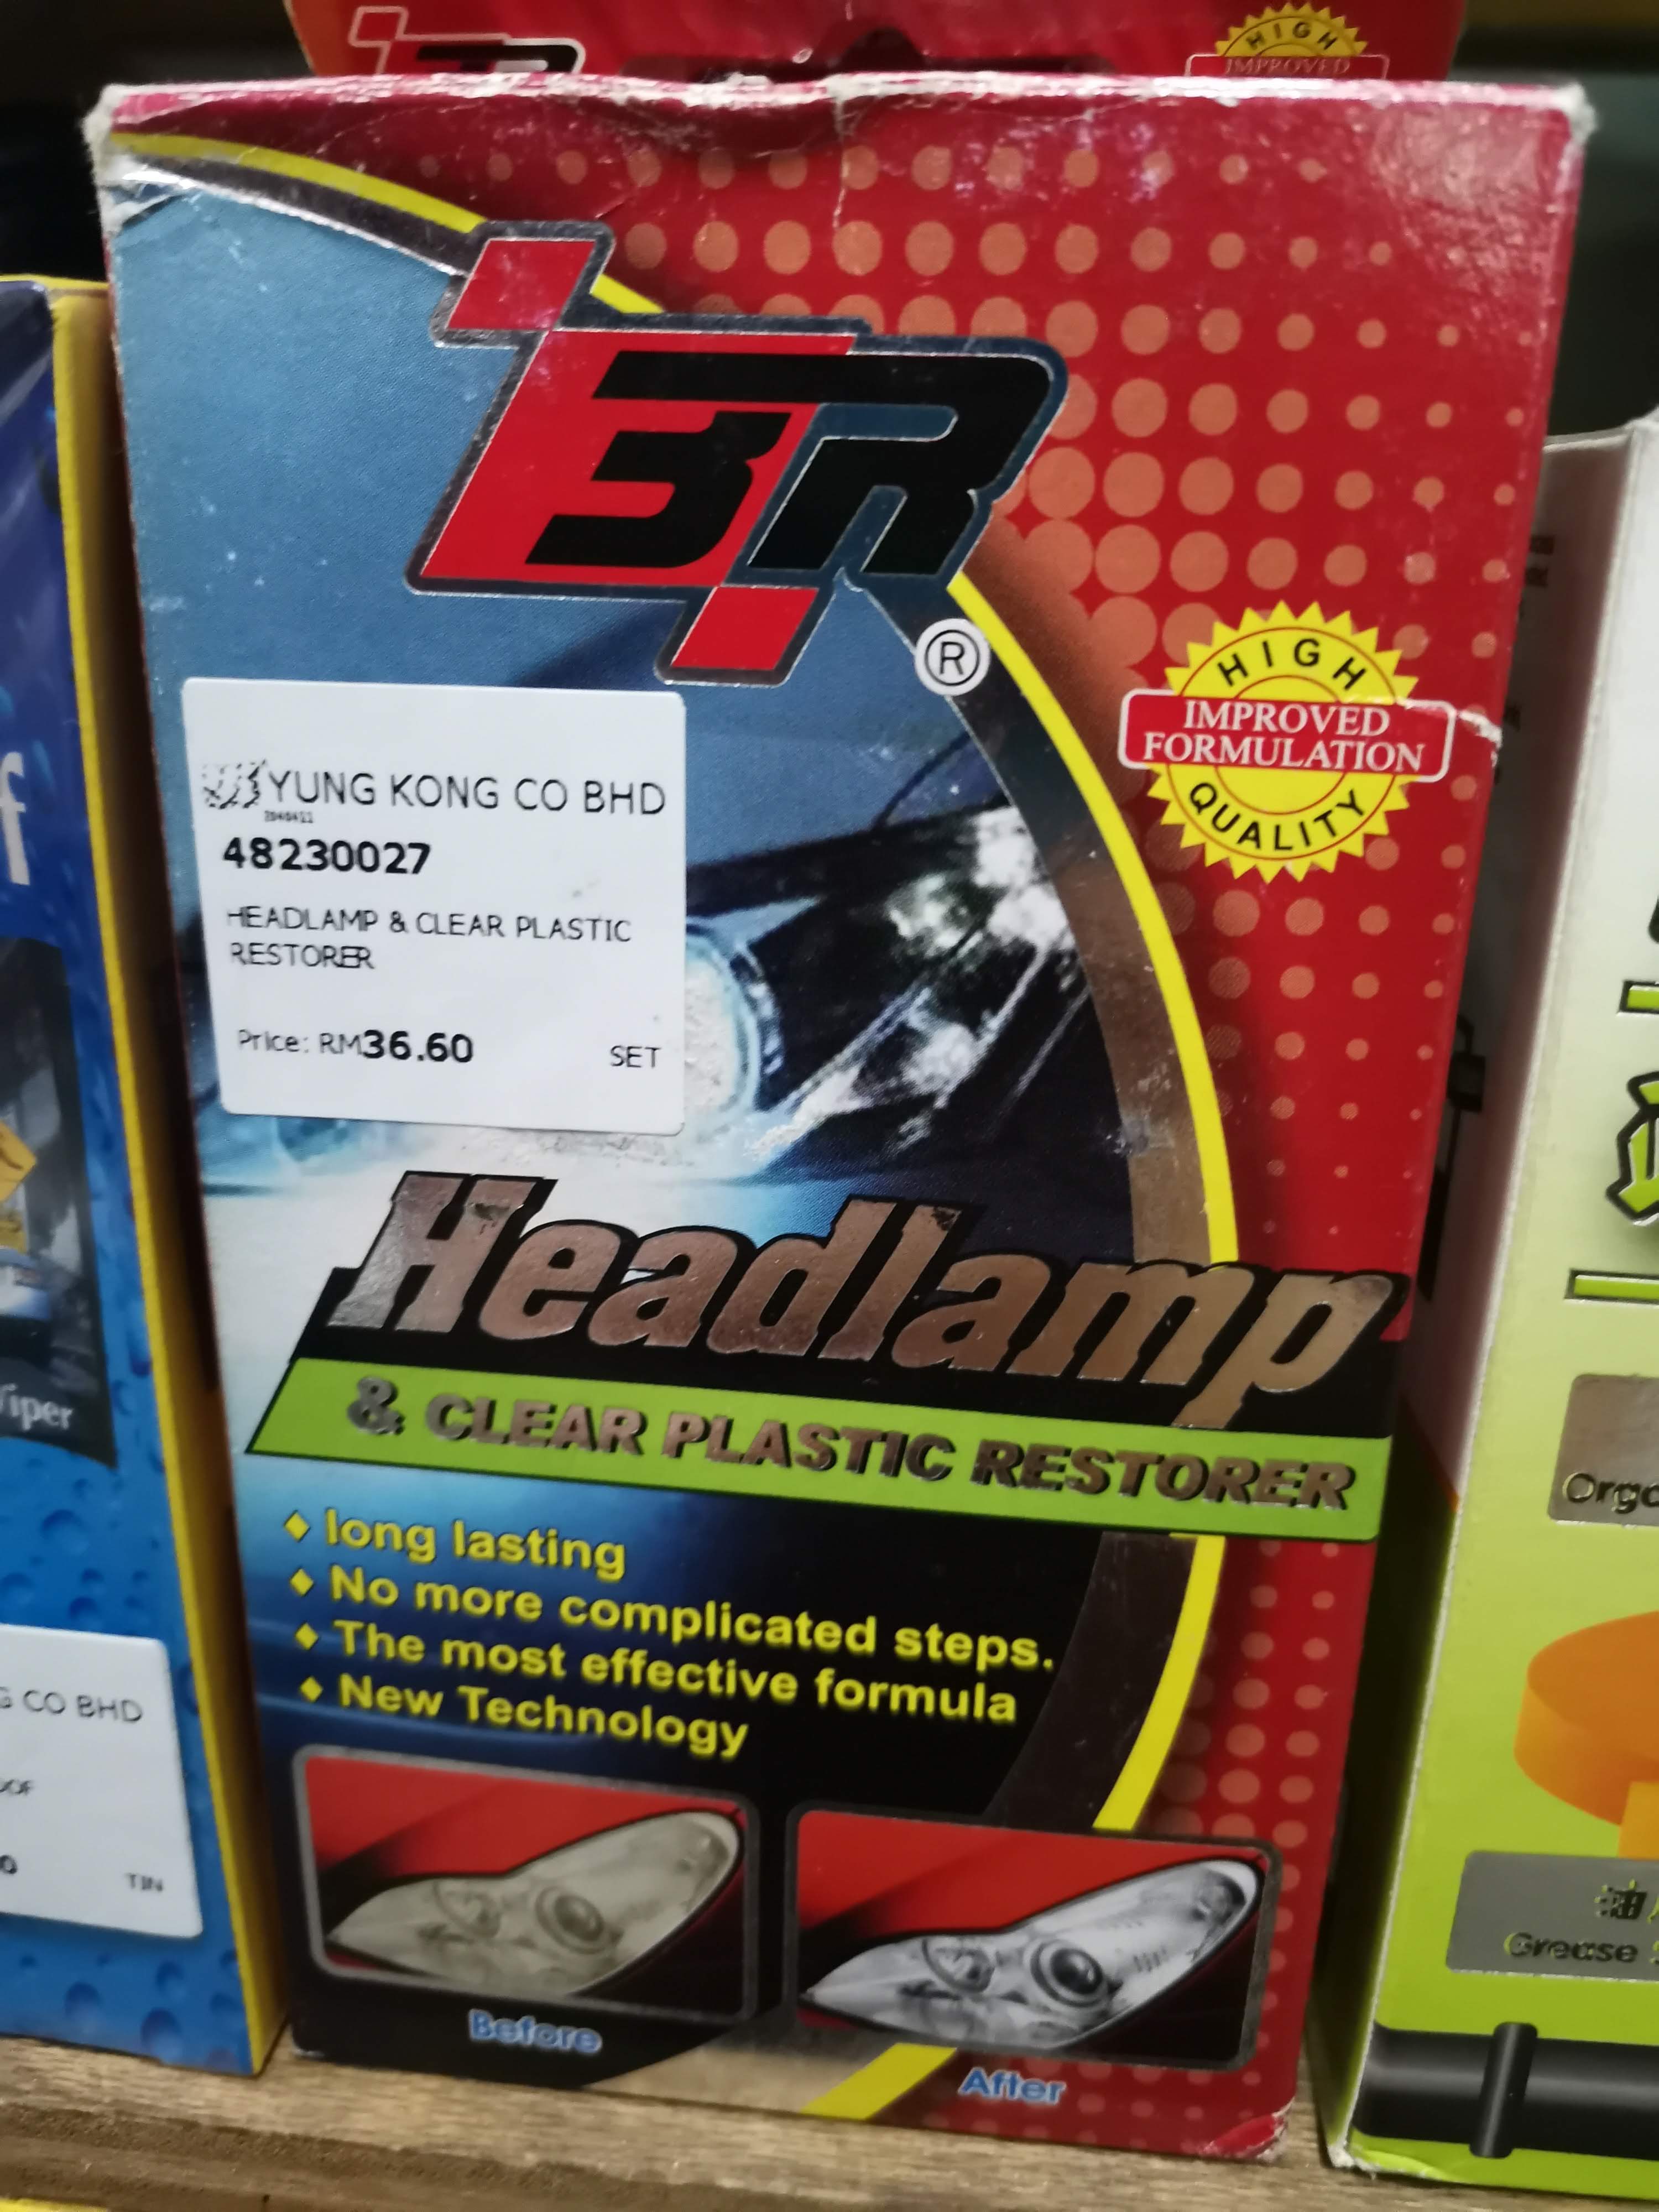 HIGH
IMPROVED
3R
®
HIGH
IMPROVED
FORMULATION
QUALITY
YUNG KONG CO BHD
48230027
HEADLAMP & CLEAR PLASTIC
RESTORER
Price: RM36.60 SET
Headlamp
& CLEAR PLASTIC RESTORER
long lasting
No more complicated steps.
The most effective formula
New Technology
Before
After
CO BHD
TIN
Grease
油